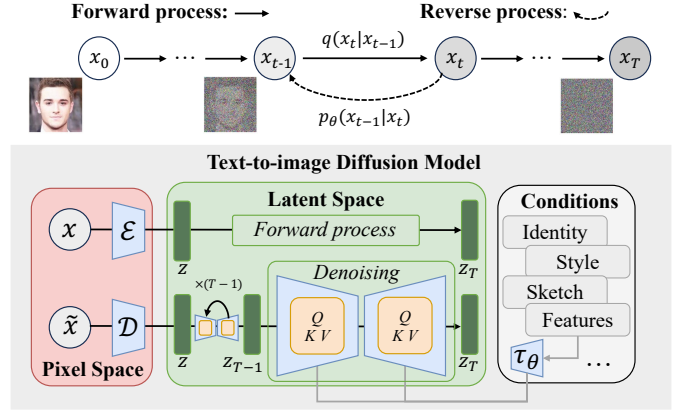 Forward process:
Reverse process:
x_0
···
x_{t-1}
q(x_t|x_{t-1})
x_t
···
x_T
p_θ(x_{t-1}|x_t)
Text-to-image Diffusion Model
Latent Space
Conditions
x
ℰ
z
Forward process
z_T
Identity
Style
Sketch
Features
Denoising
×(T−1)
x̃
𝒟
z
z_{T−1}
Q
K V
Q
K V
z_T
τ_θ
...
Pixel Space